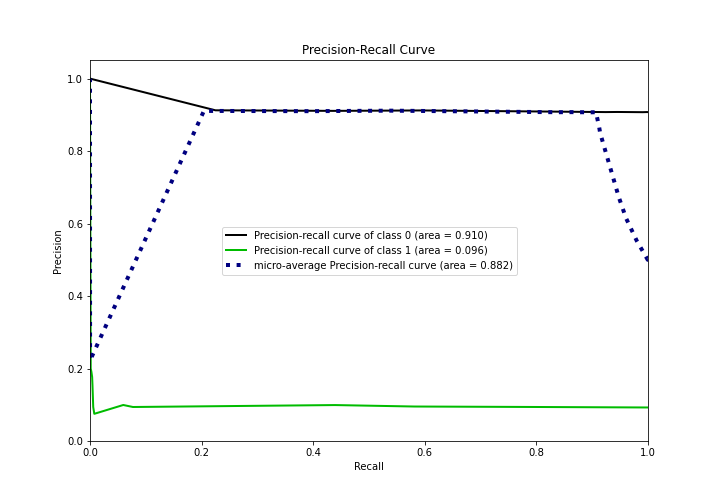 Precision-Recall Curve
1.0
0.8
0.6
0.4
0.2
0.0
Precision
Precision-recall curve of class 0 (area = 0.910)
Precision-recall curve of class 1 (area = 0.096)
micro-average Precision-recall curve (area = 0.882)
0.0 0.2 0.4 0.6 0.8 1.0
Recall